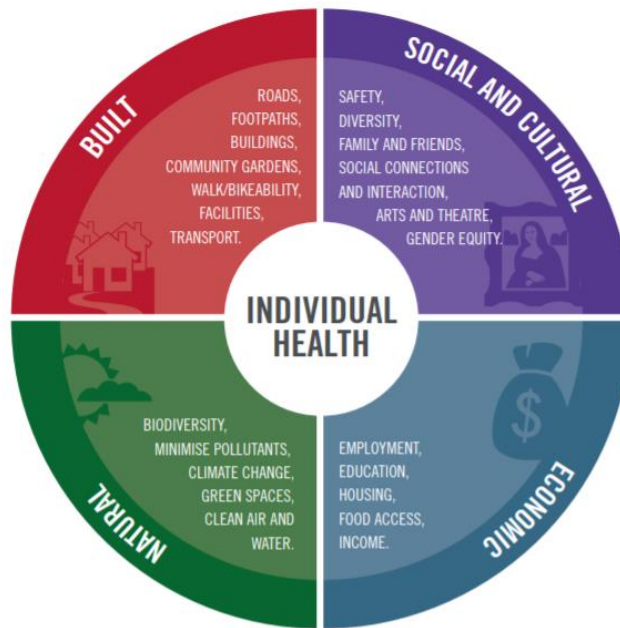 BUILT
ROADS,
FOOTPATHS,
BUILDINGS,
COMMUNITY GARDENS,
WALK/BIKEABILITY,
FACILITIES,
TRANSPORT.
SOCIAL AND CULTURAL
SAFETY,
DIVERSITY,
FAMILY AND FRIENDS,
SOCIAL CONNECTIONS
AND INTERACTION,
ARTS AND THEATRE,
GENDER EQUITY.
INDIVIDUAL
HEALTH
NATURAL
BIODIVERSITY,
MINIMISE POLLUTANTS,
CLIMATE CHANGE,
GREEN SPACES,
CLEAN AIR AND
WATER.
ECONOMIC
$
EMPLOYMENT,
EDUCATION,
HOUSING,
FOOD ACCESS,
INCOME.